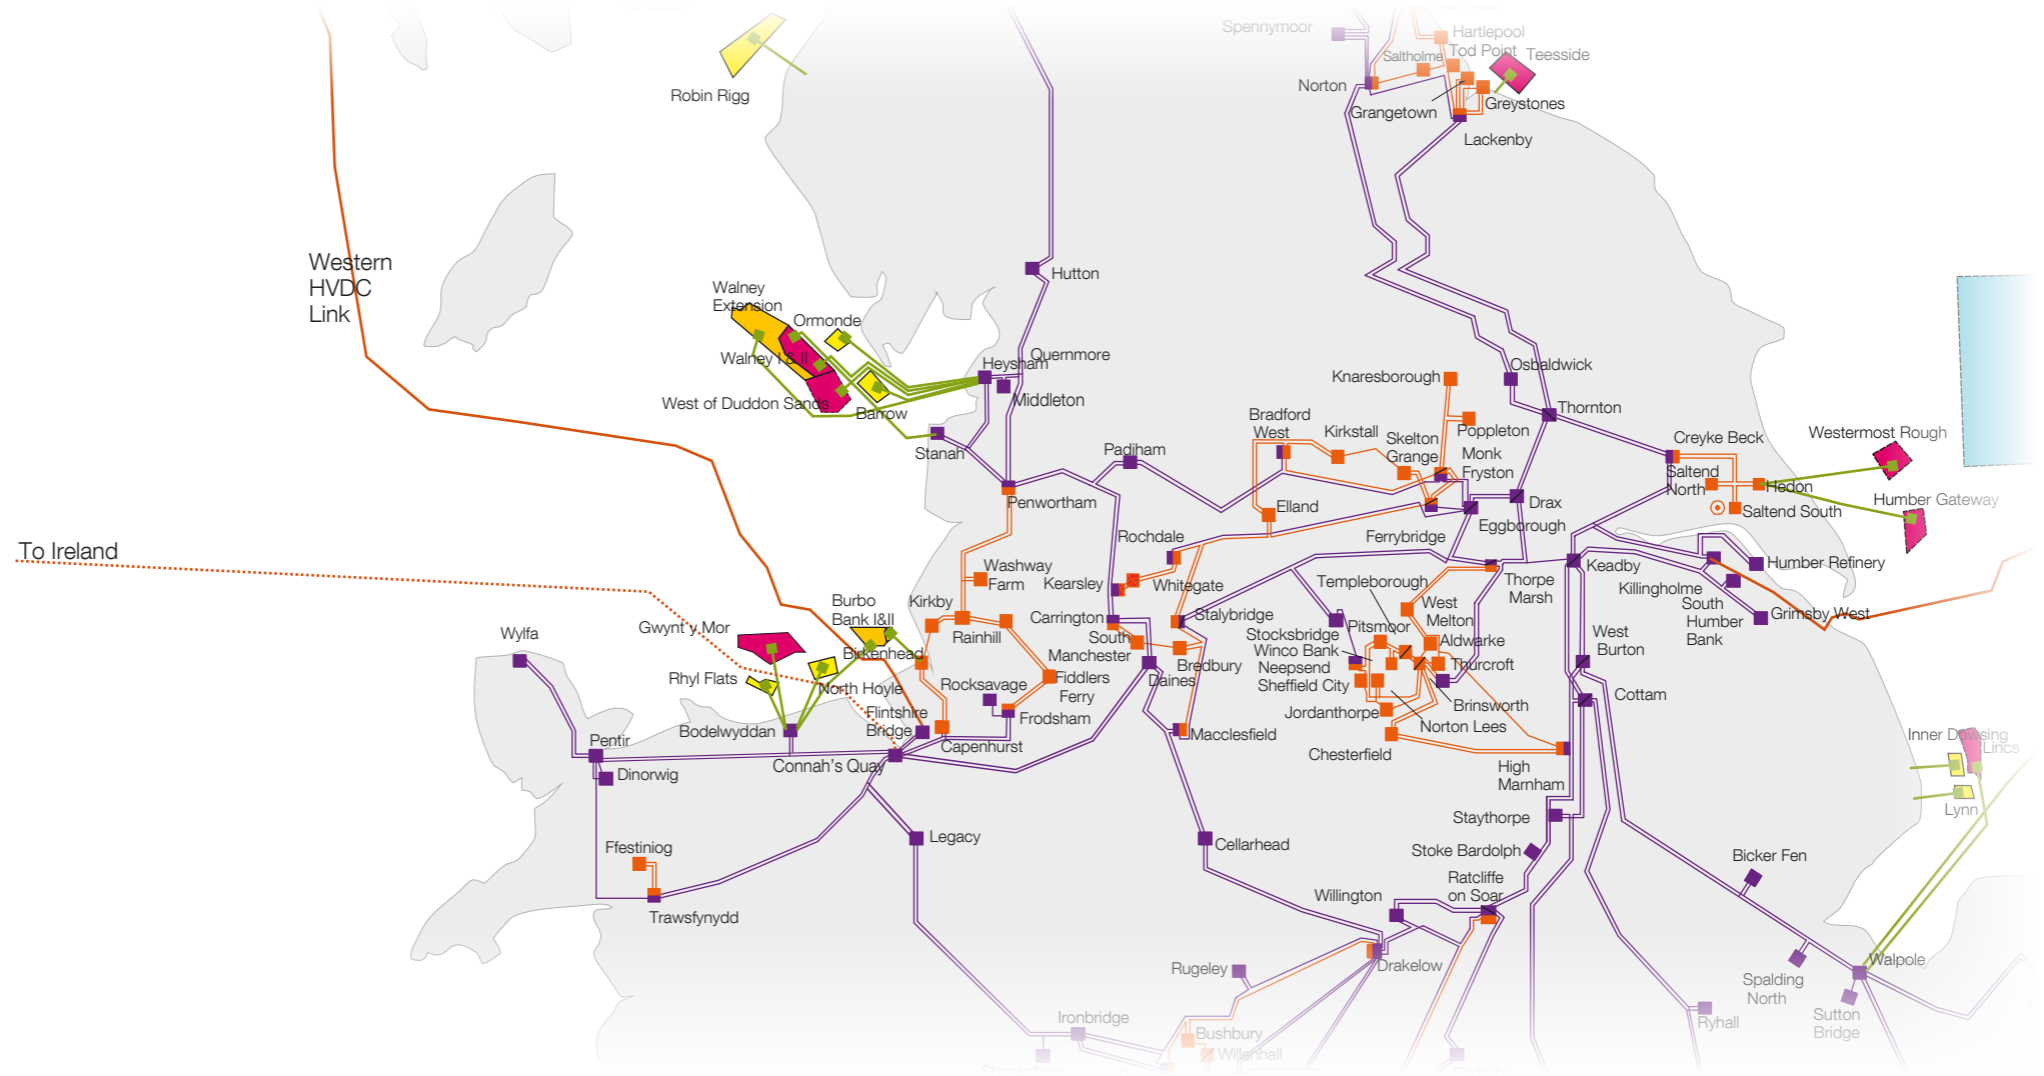 Spennymoor
Hartlepool
Tod Point
Saltholme
Teesside
Norton
Grangetown
Greystones
Lackenby
Robin Rigg
Western
HVDC
Link
Hutton
Walney
Extension
Ormonde
Walney I & II
Quernmore
Heysham
Middleton
West of Duddon Sands
Barrow
Stanah
Osbaldwick
Knaresborough
Thornton
Bradford
West
Kirkstall
Poppleton
Skelton
Grange
Monk
Fryston
Padiham
Creyke Beck
Westermost Rough
Saltend
North
Hedon
Humber Gateway
Saltend South
Penwortham
Elland
Drax
Eggborough
Ferrybridge
Rochdale
To Ireland
Washway
Farm
Kearsley
Whitegate
Templeborough
Thorpe
Marsh
Keadby
Humber Refinery
Killingholme
South
Humber
Bank
Grimsby West
Burbo
Bank I&II
Kirkby
Rainhill
Carrington
South
Manchester
Stalybridge
West
Melton
Pitsmoor
Stocksbridge
Winco Bank
Neepsend
Sheffield City
Aldwarke
Thurcroft
West
Burton
Wylfa
Gwynt y Mor
Birkenhead
Bredbury
Daines
Rhyl Flats
North Hoyle
Rocksavage
Fiddlers
Ferry
Frodsham
Jordanthorpe
Brinsworth
Norton Lees
Cottam
Flintshire
Bridge
Bodelwyddan
Capenhurst
Macclesfield
Chesterfield
High
Marnham
Inner Dowsing
Lincs
Pentir
Dinorwig
Connah's Quay
Lynn
Staythorpe
Ffestiniog
Legacy
Cellarhead
Stoke Bardolph
Bicker Fen
Ratcliffe
on Soar
Willington
Trawsfynydd
Rugeley
Drakelow
Walpole
Spalding
North
Sutton
Bridge
Ironbridge
Bushbury
Willenhall
Ryhall